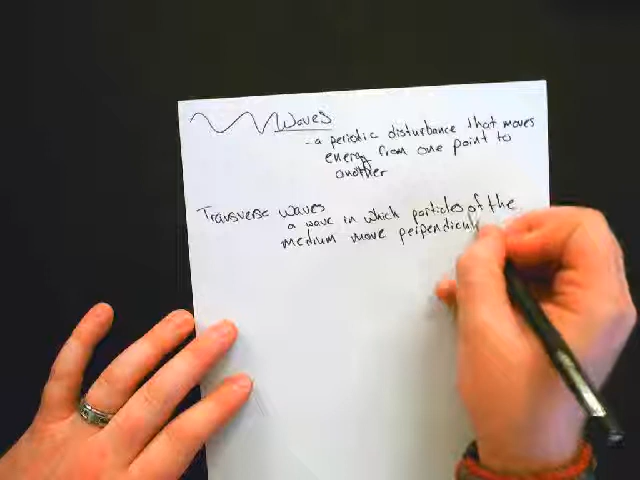 Waves
- a periodic disturbance that moves
energy from one point to
another
Transverse waves
a wave in which particles of the
medium move peependicul